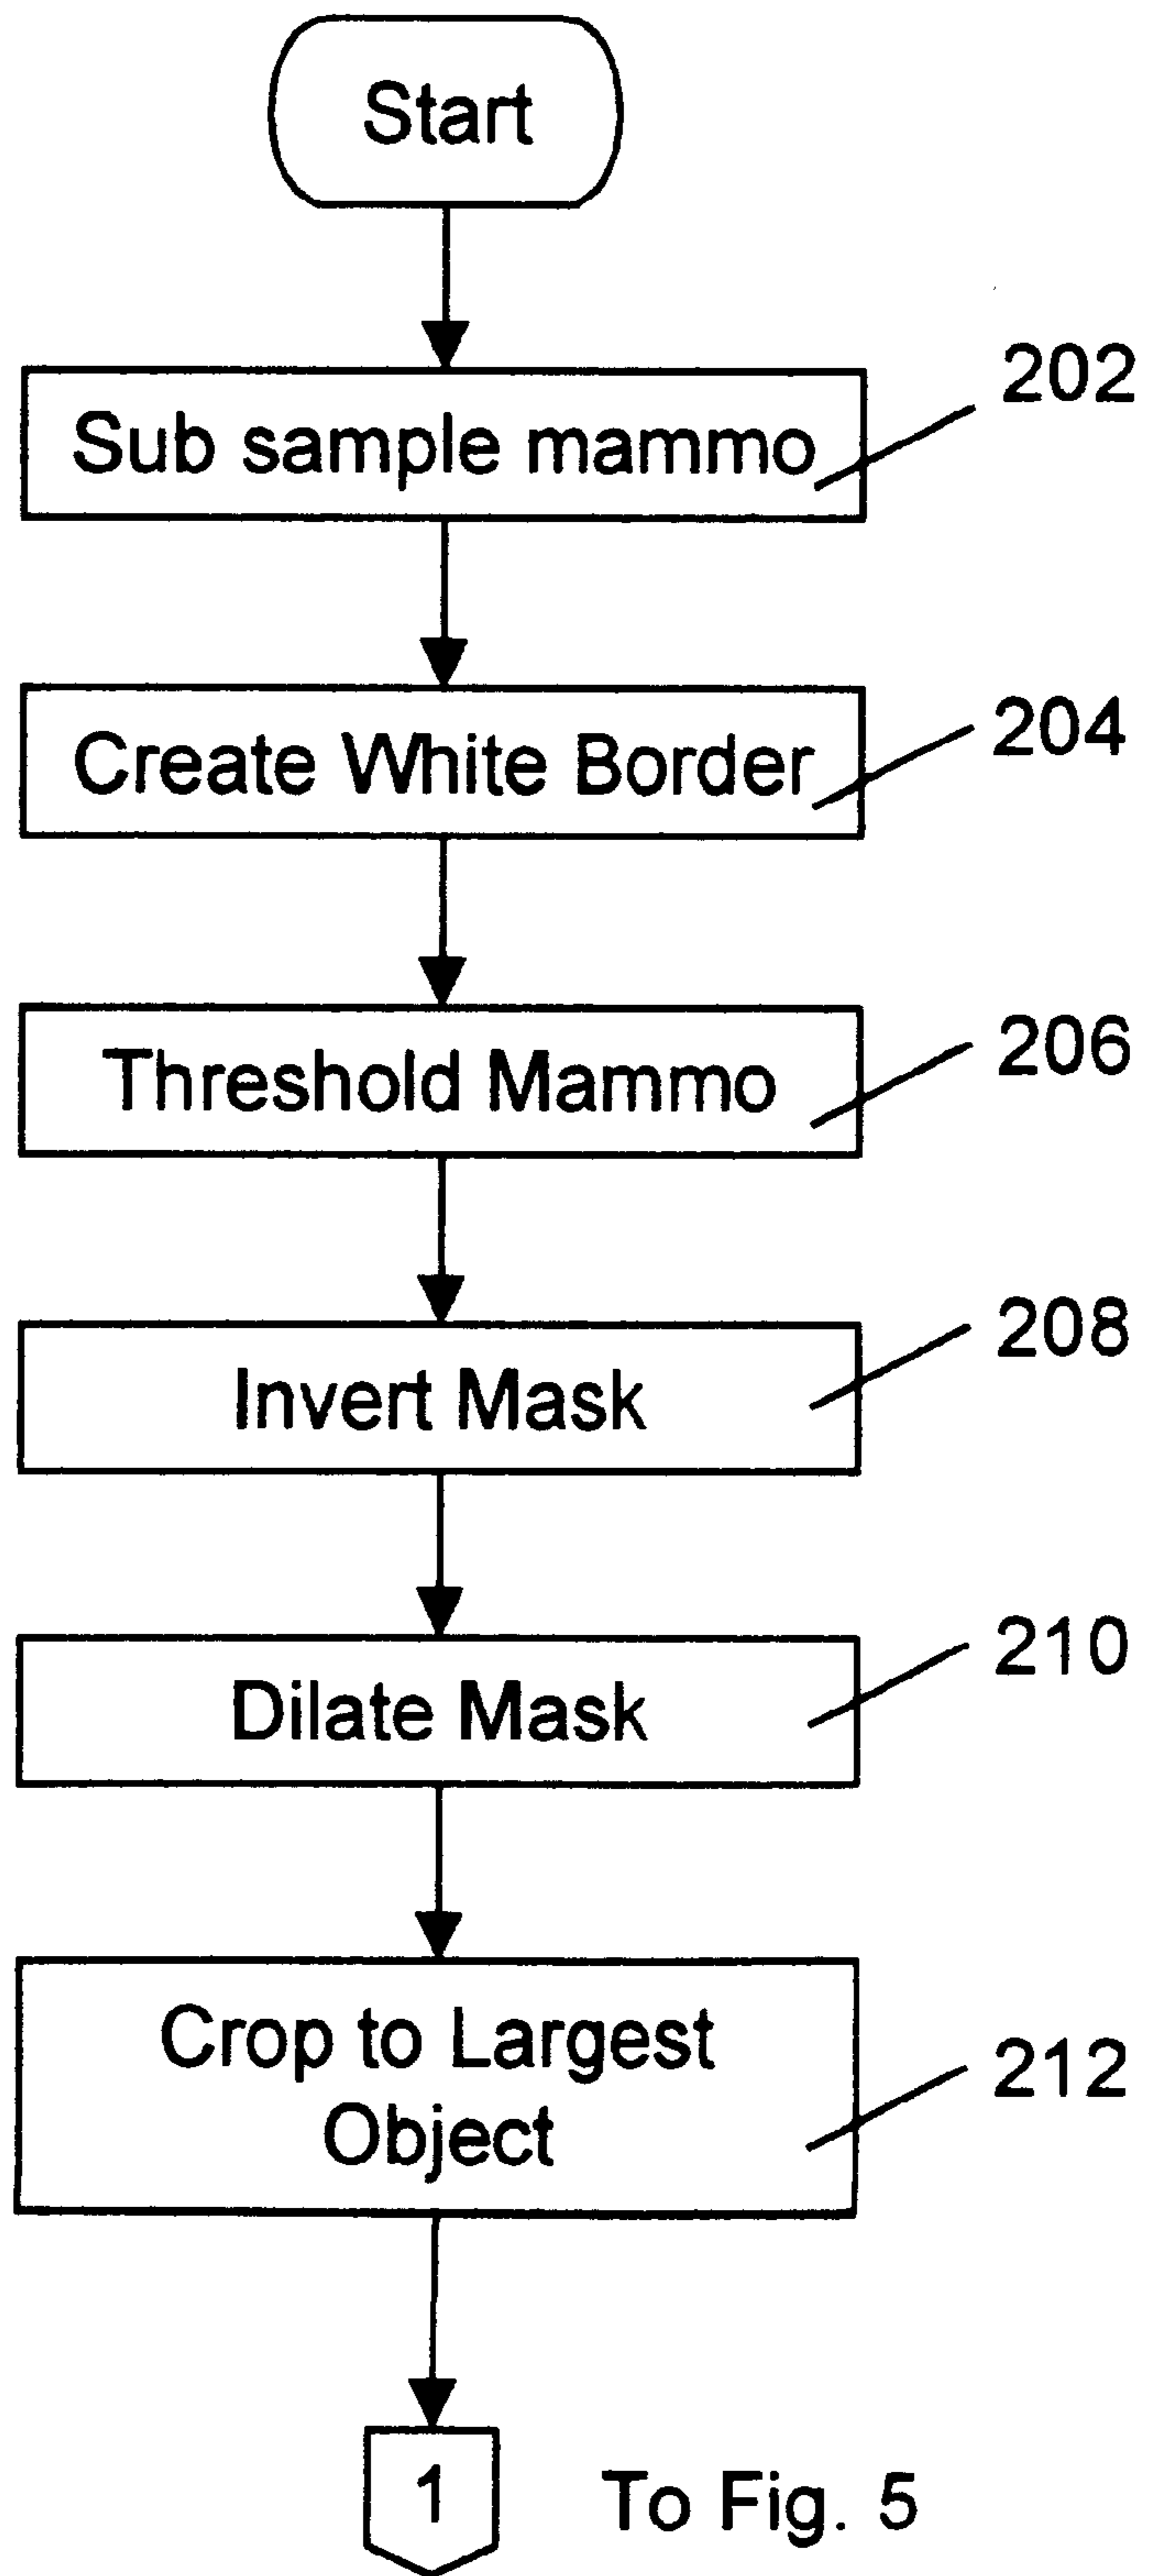 Start
202
Sub sample mammo
204
Create White Border
206
Threshold Mammo
208
Invert Mask
210
Dilate Mask
212
Crop to Largest
Object
1
To Fig. 5